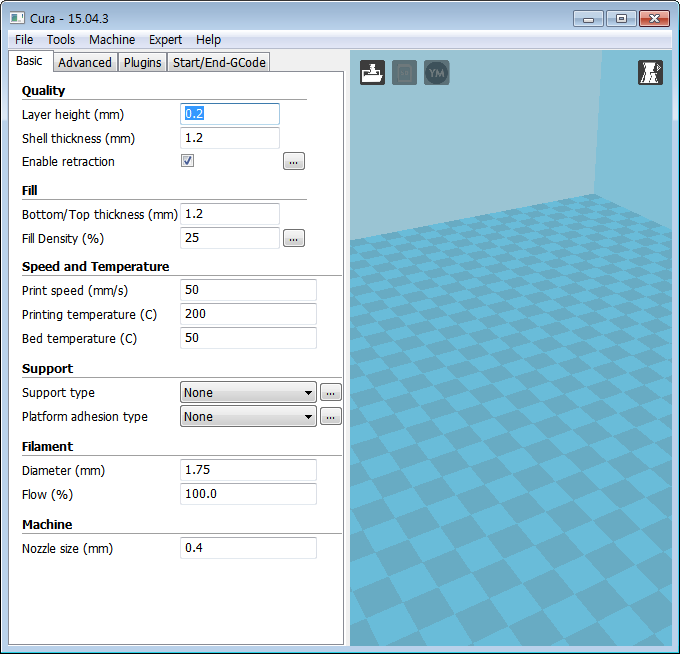 Cura - 15.04.3
File Tools Machine Expert Help
Basic Advanced Plugins Start/End-GCode
Quality
Layer height (mm) 0.2
Shell thickness (mm) 1.2
Enable retraction ...
Fill
Bottom/Top thickness (mm) 1.2
Fill Density (%) 25 ...
Speed and Temperature
Print speed (mm/s) 50
Printing temperature (C) 200
Bed temperature (C) 50
Support
Support type None ...
Platform adhesion type None ...
Filament
Diameter (mm) 1.75
Flow (%) 100.0
Machine
Nozzle size (mm) 0.4
YM